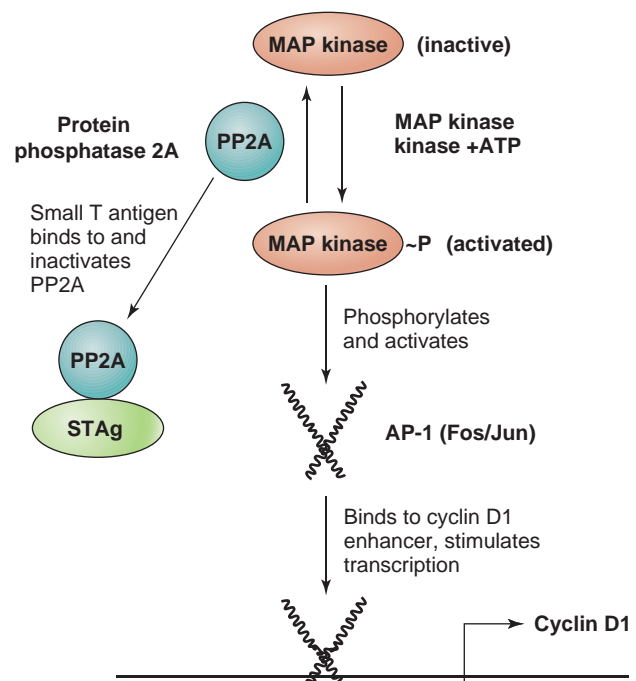 MAP kinase (inactive)
Protein
phosphatase 2A
PP2A
MAP kinase
kinase +ATP
Small T antigen
binds to and
inactivates
PP2A
MAP kinase ~P (activated)
Phosphorylates
and activates
PP2A
STAg
AP-1 (Fos/Jun)
Binds to cyclin D1
enhancer, stimulates
transcription
Cyclin D1